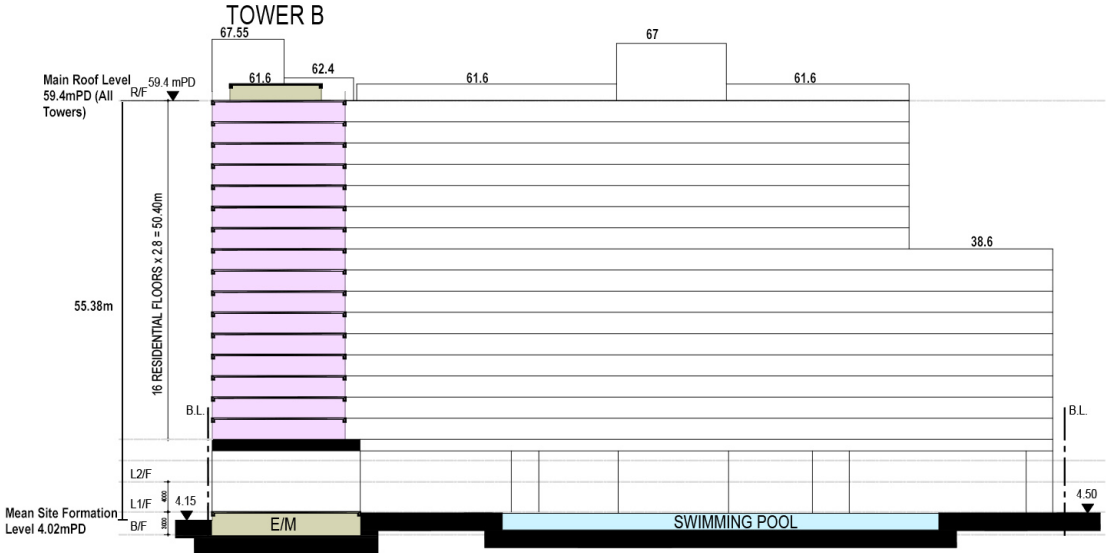 TOWER B
67.55
62.4
61.6
61.6
67
61.6
Main Roof Level
59.4mPD (All
Towers)
R/F
59.4 mPD
38.6
16 RESIDENTIAL FLOORS x 2.8 = 50.40m
55.38m
B.L.
B.L.
L2/F
4000
L1/F
4.15
4.50
Mean Site Formation
Level 4.02mPD
B/F
E/M
SWIMMING POOL